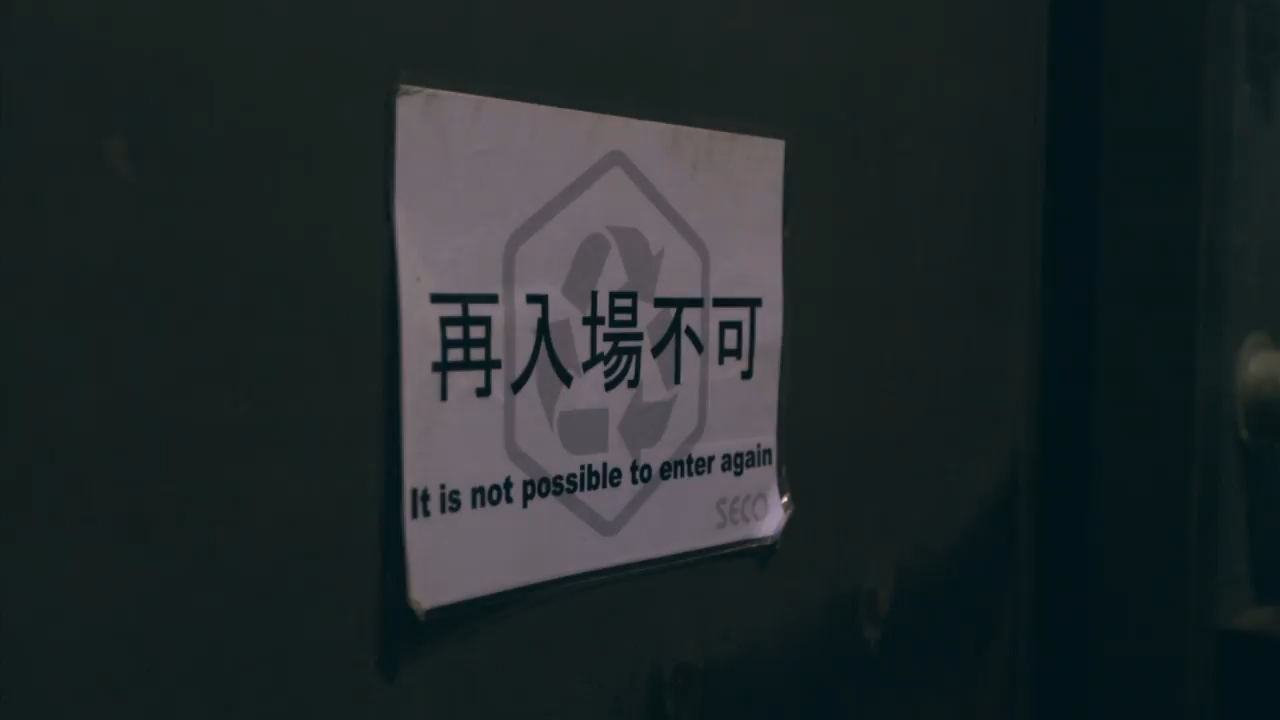 再入場不可
It is not possible to enter again
SECO